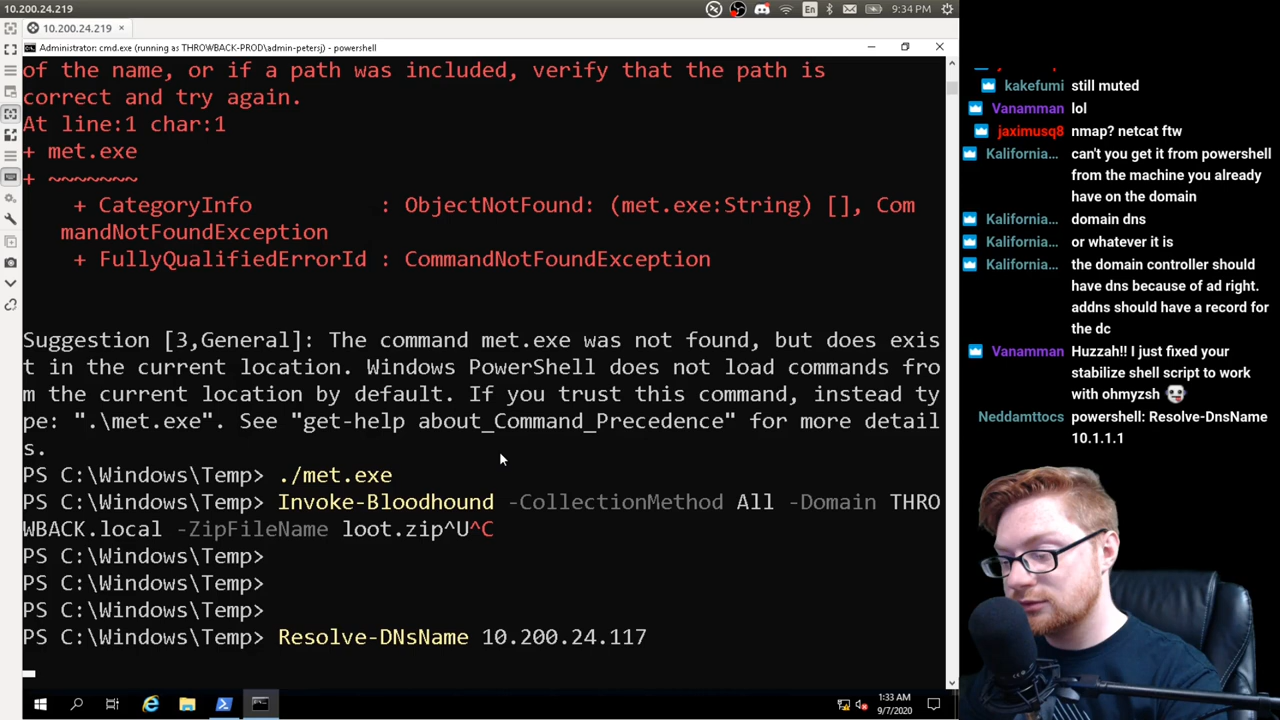 10.200.24.219
En
9:34 PM
10.200.24.219 ×
Administrator: cmd.exe (running as THROWBACK-PROD\admin-petersj) - powershell
of the name, or if a path was included, verify that the path is
correct and try again.
At line:1 char:1
+ met.exe
+ ~~~~~~~
+ CategoryInfo : ObjectNotFound: (met.exe:String) [], Com
mandNotFoundException
+ FullyQualifiedErrorId : CommandNotFoundException
Suggestion [3,General]: The command met.exe was not found, but does exis
t in the current location. Windows PowerShell does not load commands fro
m the current location by default. If you trust this command, instead ty
pe: ".\met.exe". See "get-help about_Command_Precedence" for more detail
s.
PS C:\Windows\Temp> ./met.exe
PS C:\Windows\Temp> Invoke-Bloodhound -CollectionMethod All -Domain THRO
WBACK.local -ZipFileName loot.zip^U^C
PS C:\Windows\Temp>
PS C:\Windows\Temp>
PS C:\Windows\Temp>
PS C:\Windows\Temp> Resolve-DNsName 10.200.24.117
1:33 AM
9/7/2020
kakefumi still muted
Vanamman lol
jaximusq8 nmap? netcat ftw
Kalifornia... can't you get it from powershell
from the machine you already
have on the domain
Kalifornia... domain dns
Kalifornia... or whatever it is
Kalifornia... the domain controller should
have dns because of ad right.
addns should have a record for
the dc
Vanamman Huzzah!! I just fixed your
stabilize shell script to work
with ohmyzsh
Neddamttocs powershell: Resolve-DnsName
10.1.1.1